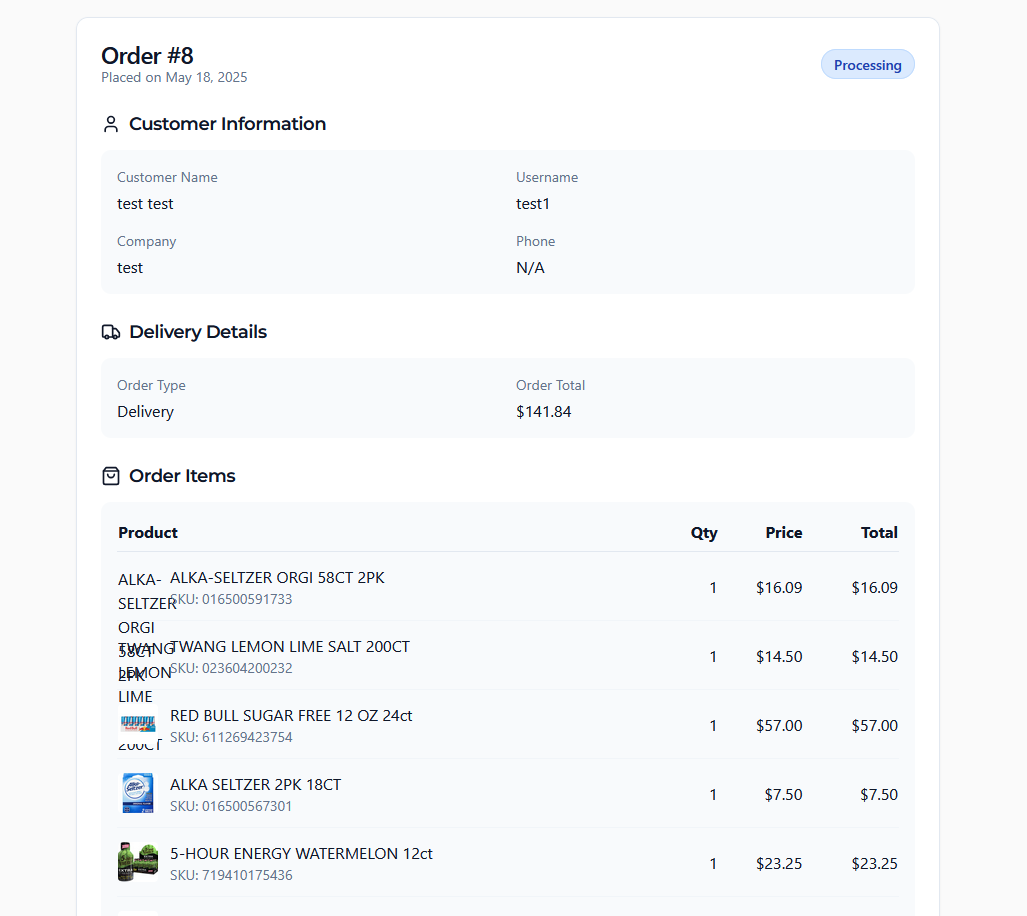 Order #8
Processing
Placed on May 18, 2025
Customer Information
Customer Name
Username
test test
test1
Company
Phone
test
N/A
Delivery Details
Order Type
Order Total
Delivery
$141.84
Order Items
Product Qty Price Total
ALKA-
SELTZER
ORGI
58CT
2PK
ALKA-SELTZER ORGI 58CT 2PK 1 $16.09 $16.09
SKU: 016500591733
TWANG
LEMON
LIME
200CT
TWANG LEMON LIME SALT 200CT 1 $14.50 $14.50
SKU: 023604200232
RED BULL SUGAR FREE 12 OZ 24ct 1 $57.00 $57.00
SKU: 611269423754
ALKA SELTZER 2PK 18CT 1 $7.50 $7.50
SKU: 016500567301
5-HOUR ENERGY WATERMELON 12ct 1 $23.25 $23.25
SKU: 719410175436